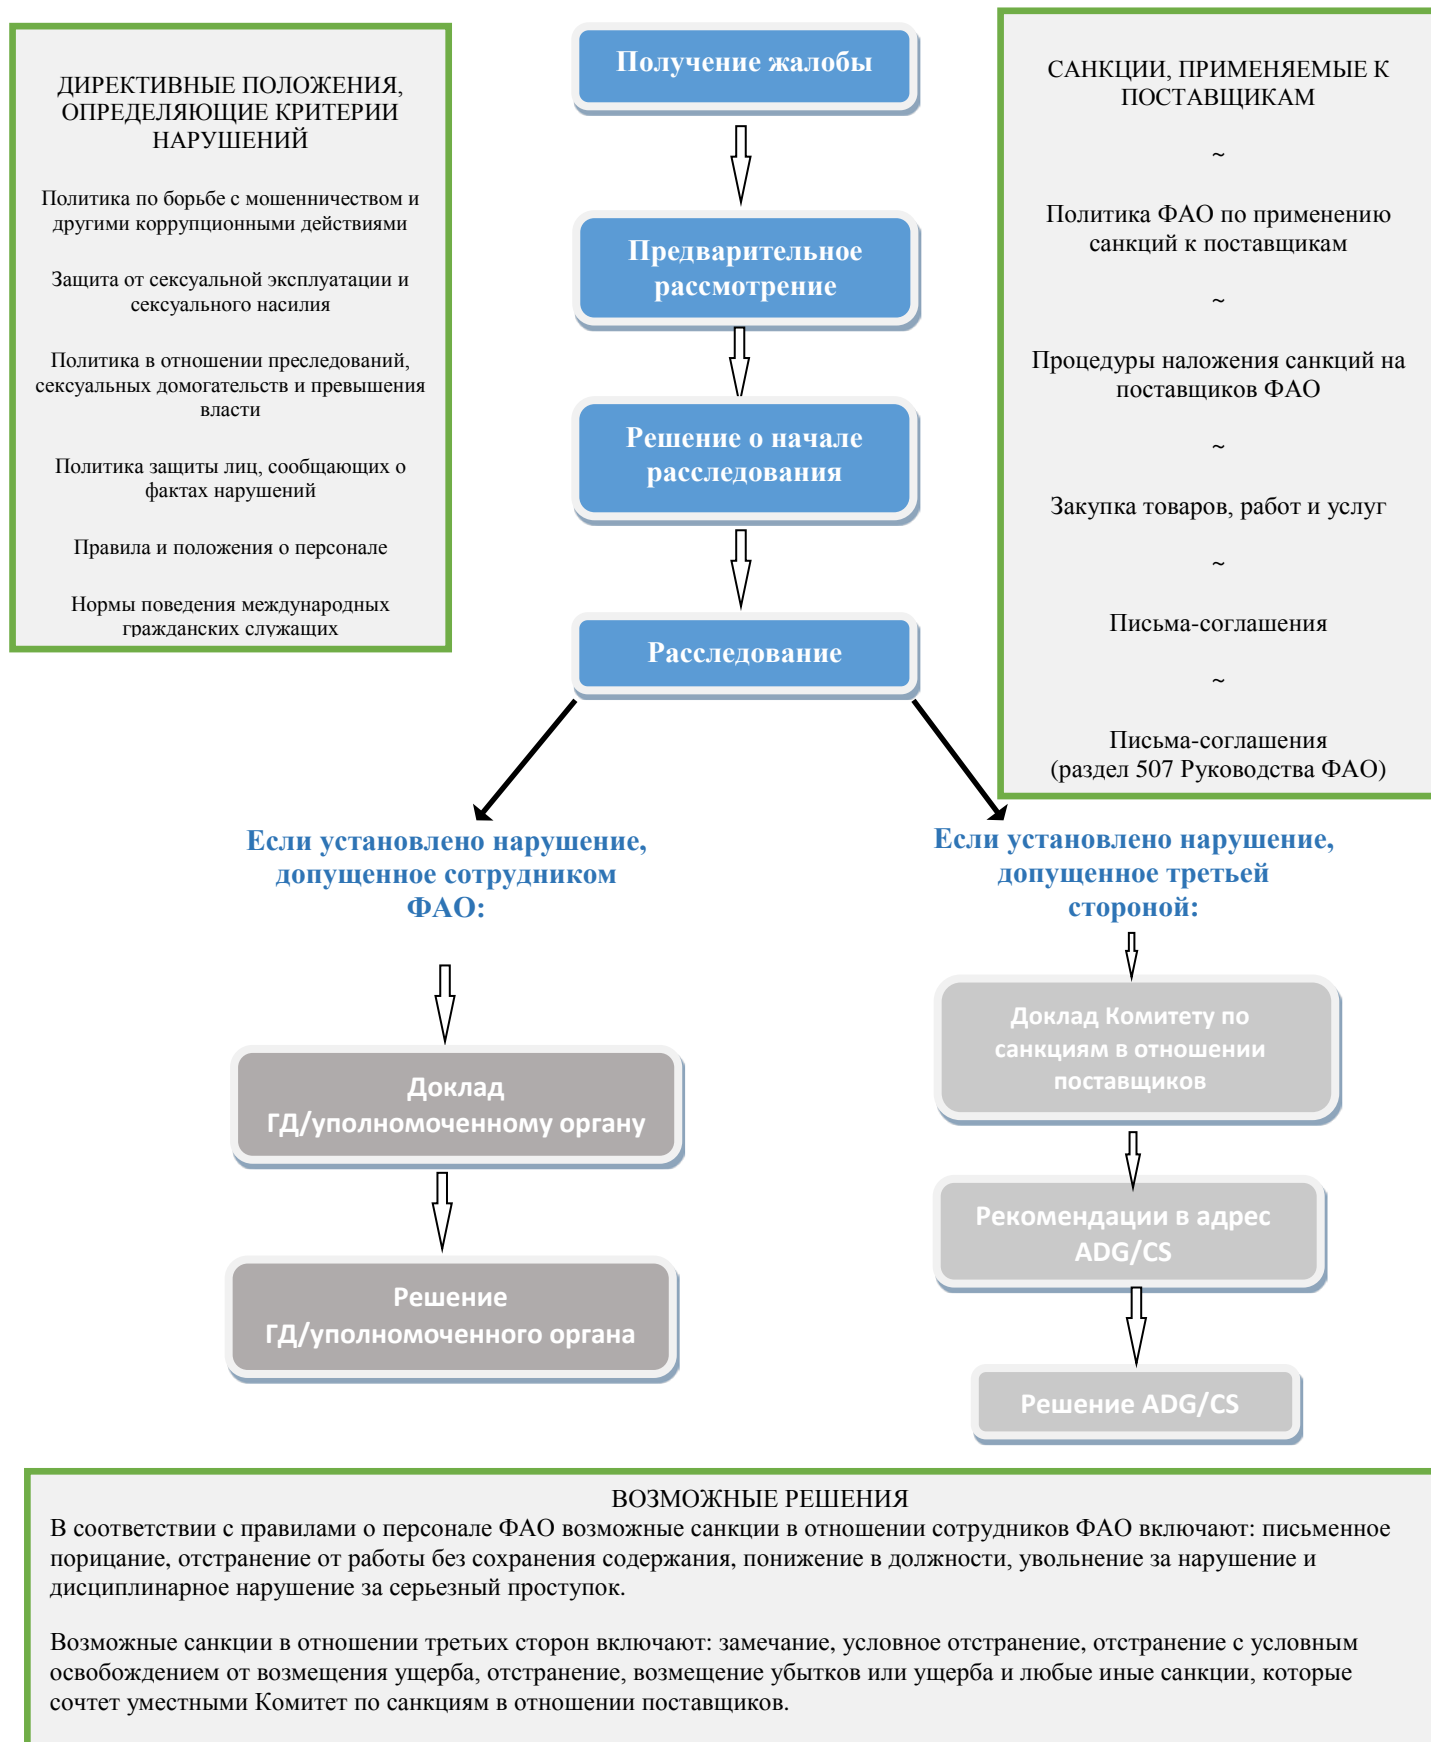 ДИРЕКТИВНЫЕ ПОЛОЖЕНИЯ,
ОПРЕДЕЛЯЮЩИЕ КРИТЕРИИ
НАРУШЕНИЙ
Политика по борьбе с мошенничеством и
другими коррупционными действиями
Защита от сексуальной эксплуатации и
сексуального насилия
Политика в отношении преследований,
сексуальных домогательств и превышения
власти
Политика защиты лиц, сообщающих о
фактах нарушений
Правила и положения о персонале
Нормы поведения международных
гражданских служащих
Получение жалобы
Предварительное
рассмотрение
Решение о начале
расследования
Расследование
САНКЦИИ, ПРИМЕНЯЕМЫЕ К
ПОСТАВЩИКАМ
~
Политика ФАО по применению
санкций к поставщикам
~
Процедуры наложения санкций на
поставщиков ФАО
~
Закупка товаров, работ и услуг
~
Письма-соглашения
~
Письма-соглашения
(раздел 507 Руководства ФАО)
Если установлено нарушение,
допущенное сотрудником
ФАО:
Доклад
ГД/уполномоченному органу
Решение
ГД/уполномоченного органа
Если установлено нарушение,
допущенное третьей
стороной:
Доклад Комитету по
санкциям в отношении
поставщиков
Рекомендации в адрес
ADG/CS
Решение ADG/CS
ВОЗМОЖНЫЕ РЕШЕНИЯ
В соответствии с правилами о персонале ФАО возможные санкции в отношении сотрудников ФАО включают: письменное
порицание, отстранение от работы без сохранения содержания, понижение в должности, увольнение за нарушение и
дисциплинарное нарушение за серьезный проступок.
Возможные санкции в отношении третьих сторон включают: замечание, условное отстранение, отстранение с условным
освобождением от возмещения ущерба, отстранение, возмещение убытков или ущерба и любые иные санкции, которые
сочтет уместными Комитет по санкциям в отношении поставщиков.